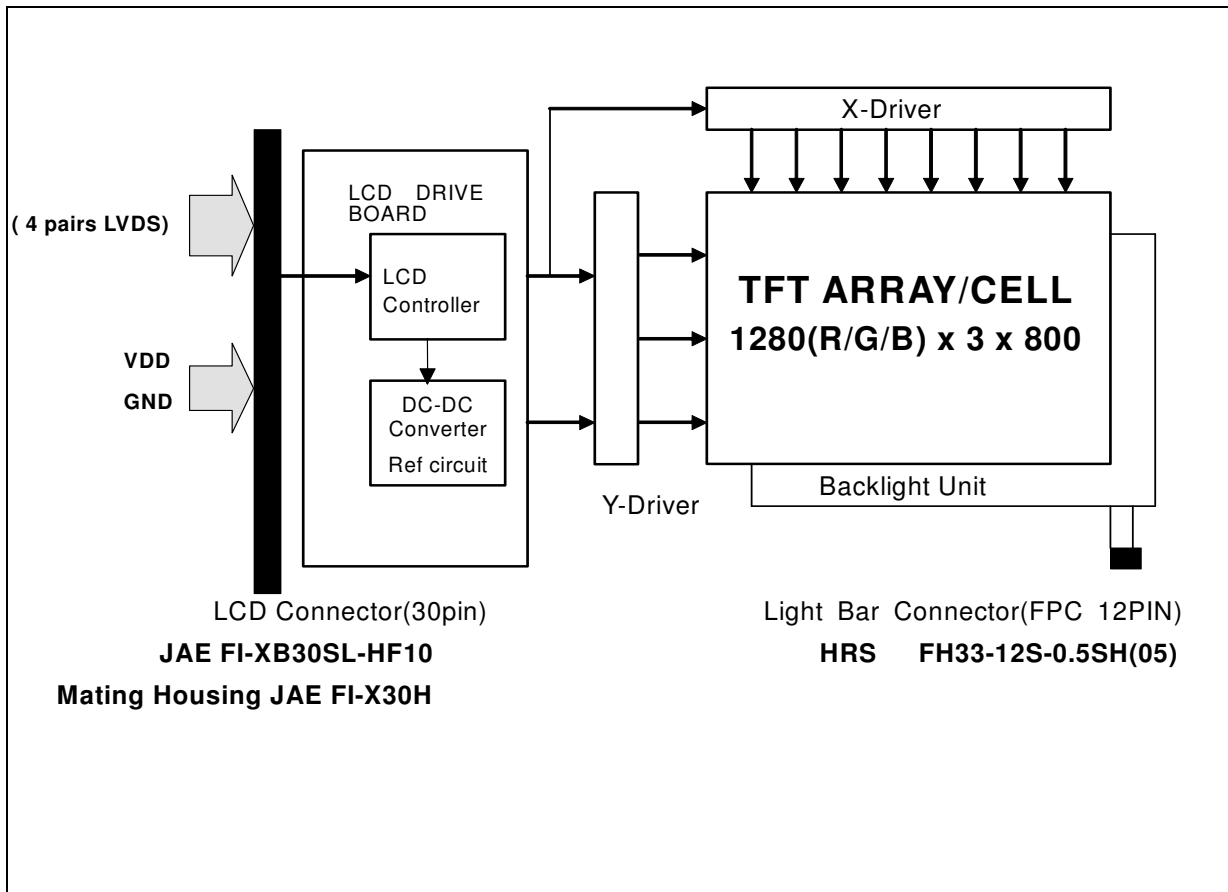 X-Driver
LCD DRIVE
BOARD
( 4 pairs LVDS)
LCD
Controller
TFT ARRAY/CELL
1280(R/G/B) x 3 x 800
VDD
GND
DC-DC
Converter
Ref circuit
Backlight Unit
Y-Driver
LCD Connector(30pin)
JAE FI-XB30SL-HF10
Mating Housing JAE FI-X30H
Light Bar Connector(FPC 12PIN)
HRS FH33-12S-0.5SH(05)